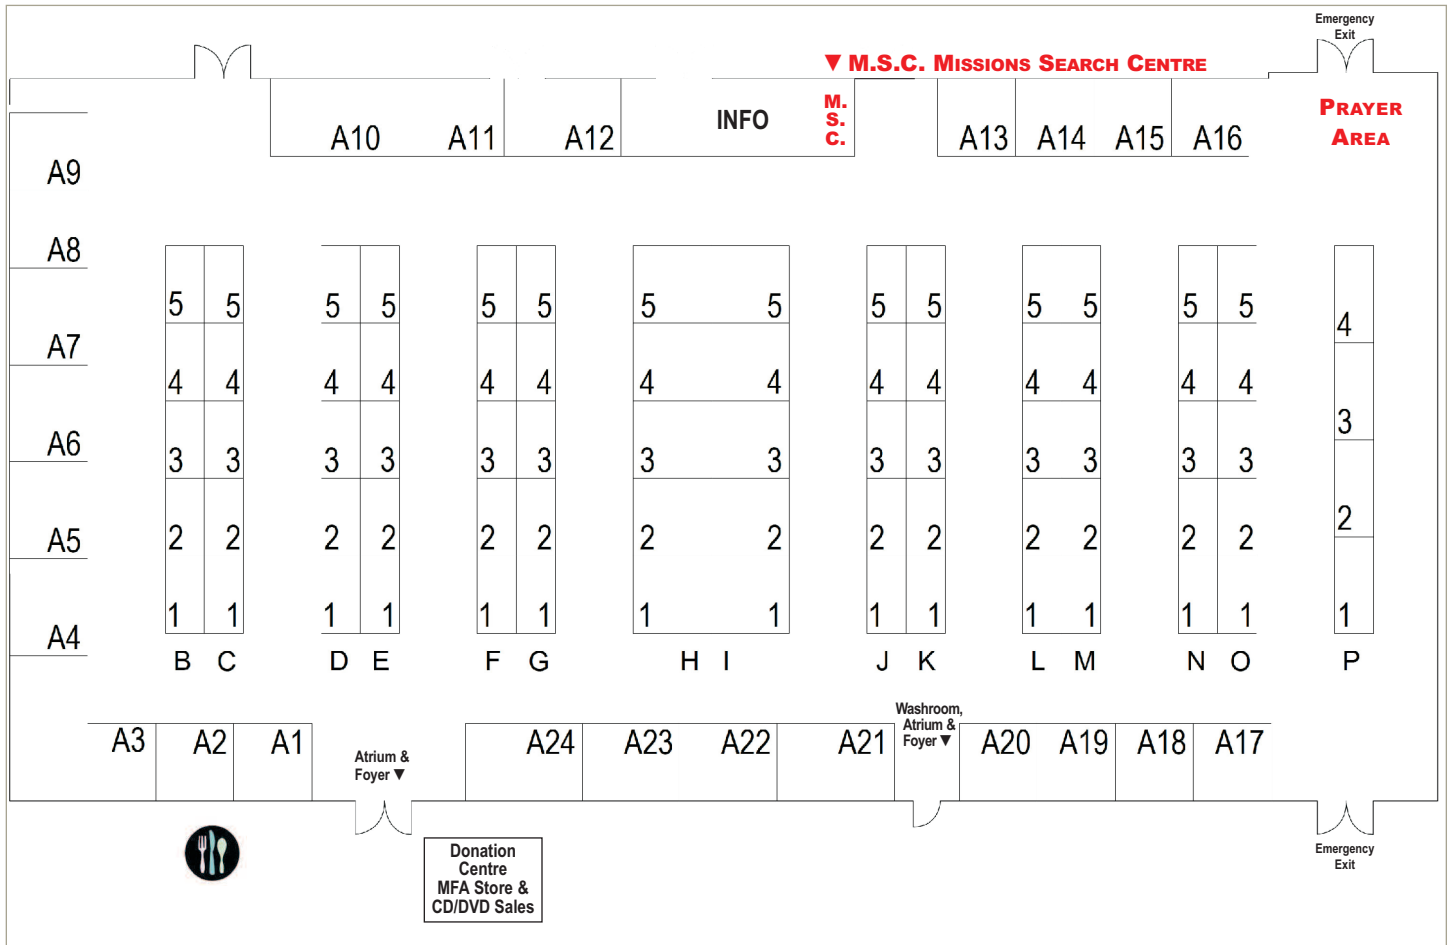 Emergency
Exit
▼ M.S.C. MISSIONS SEARCH CENTRE
M.
S.
C.
INFO
PRAYER
AREA
A10 A11 A12 A13 A14 A15 A16
A9
A8
A7
A6
A5
A4
5 5 5 5 5 5 5 5 5 5 5 5 5 5
4 4 4 4 4 4 4 4 4 4 4 4 4 4 4
3 3 3 3 3 3 3 3 3 3 3 3 3 3 3
2 2 2 2 2 2 2 2 2 2 2 2 2 2 2
1 1 1 1 1 1 1 1 1 1 1 1 1 1 1
B C D E F G H I J K L M N O P
A3 A2 A1
Atrium &
Foyer ▼
A24 A23 A22 A21
Washroom,
Atrium &
Foyer ▼
A20 A19 A18 A17
Donation
Centre
MFA Store &
CD/DVD Sales
Emergency
Exit